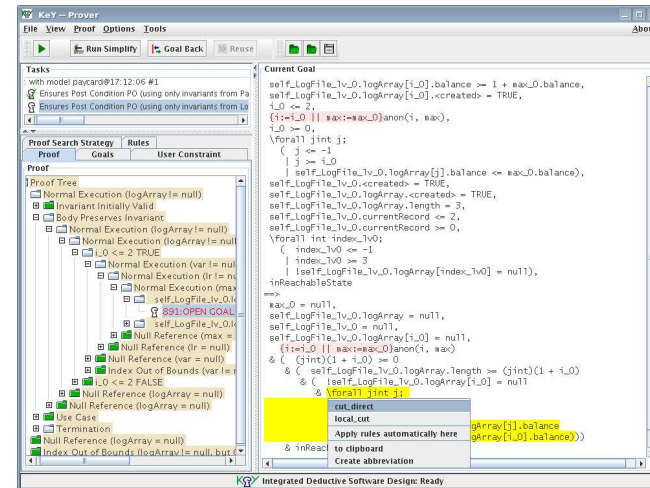 KeY -- Prover
File View Proof Options Tools
Abou
Run Simplify
Goal Back
Reuse
Tasks
with model paycard@17:12:06 #1
Ensures Post Condition PO (using only invariants from Pa
Ensures Post Condition PO (using only invariants from Lo
Proof Search Strategy
Rules
Proof
Goals
User Constraint
Proof
Proof Tree
Normal Execution (logArray != null)
Invariant Initially Valid
Body Preserves Invariant
Normal Execution (logArray != null)
Normal Execution (logArray != null
i_0 <= 2 TRUE
Normal Execution (var != nul
Normal Execution (lr != nu
Normal Execution (max
self_LogFile_lv_0.lo
891:OPEN GOAL
self_LogFile_lv_0.lo
Null Reference (max =
Null Reference (lr = null)
Null Reference (var = null)
Index Out of Bounds (var != n
i_0 <= 2 FALSE
Null Reference (logArray = null)
Null Reference (logArray = null)
Use Case
Termination
Null Reference (logArray = null)
Index Out of Bounds (logArray != null, but
Current Goal
self_LogFile_lv_0.logArray[i_0].balance >= 1 + max_0.balance,
self_LogFile_lv_0.logArray[i_0].<created> = TRUE,
i_0 <= 2,
{i:=i_0 || max:=max_0}anon(i, max),
i_0 >= 0,
\forall int j;
( j <= -1
| j >= i_0
| self_LogFile_lv_0.logArray[j].balance <= max_0.balance),
self_LogFile_lv_0.<created> = TRUE,
self_LogFile_lv_0.logArray.<created> = TRUE,
self_LogFile_lv_0.logArray.length = 3,
self_LogFile_lv_0.currentRecord <= 2,
self_LogFile_lv_0.currentRecord >= 0,
\forall int index_lv0;
( index_lv0 <= -1
| index_lv0 >= 3
| !self_LogFile_lv_0.logArray[index_lv0] = null),
inReachableState
==>
max_0 = null,
self_LogFile_lv_0.logArray = null,
self_LogFile_lv_0 = null,
self_LogFile_lv_0.logArray[i_0] = null,
{i:=i_0 || max:=max_0}anon(i, max)
& ( (jint)(1 + i_0) >= 0
& ( self_LogFile_lv_0.logArray.length >= (jint)(1 + i_0)
& ( !self_LogFile_lv_0.logArray[i_0] = null
& \forall jint j;
cut_direct
local_cut
Apply rules automatically here
to clipboard
Create abbreviation
gArray[j].balance
gArray[i_0].balance)))
& inReac
KeY Integrated Deductive Software Design: Ready